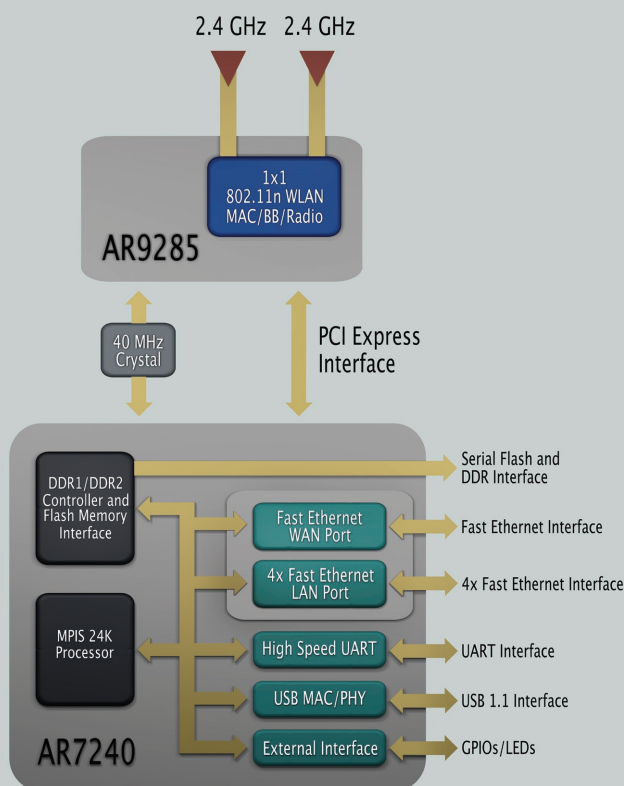 2.4 GHz 2.4 GHz
1x1
802.11n WLAN
MAC/BB/Radio
AR9285
40 MHz
Crystal
PCI Express
Interface
DDR1/DDR2
Controller and
Flash Memory
Interface
Serial Flash and
DDR Interface
Fast Ethernet
WAN Port
Fast Ethernet Interface
4x Fast Ethernet
LAN Port
4x Fast Ethernet Interface
MPIS 24K
Processor
High Speed UART
UART Interface
USB MAC/PHY
USB 1.1 Interface
AR7240
External Interface
GPIOs/LEDs